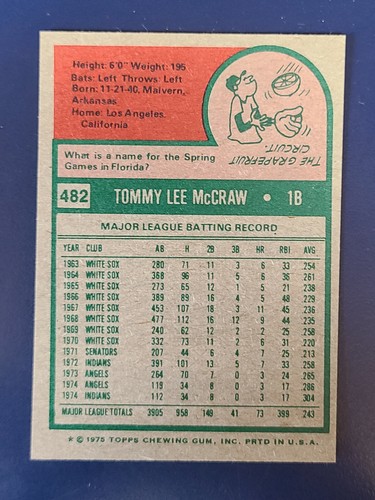 Height: 6'0" Weight: 195
Bats: Left Throws: Left
Born: 11-21-40, Malvern,
Arkansas
Home: Los Angeles,
California
THE GRAPEFRUIT
CIRCUIT.
What is a name for the Spring
Games in Florida?
482 TOMMY LEE McCRAW • 1B
MAJOR LEAGUE BATTING RECORD
YEAR CLUB AB H 2B 3B HR RBI AVG
1963 WHITE SOX 280 71 11 3 6 33 254
1964 WHITE SOX 368 96 11 5 6 36 261
1965 WHITE SOX 273 65 12 1 5 21 238
1966 WHITE SOX 389 89 16 4 5 48 229
1967 WHITE SOX 453 107 18 3 11 45 236
1968 WHITE SOX 477 112 16 12 9 44 235
1969 WHITE SOX 240 62 12 2 2 25 258
1970 WHITE SOX 332 73 11 2 6 31 220
1971 SENATORS 207 44 6 4 7 25 213
1972 INDIANS 391 101 13 5 7 33 258
1973 ANGELS 264 70 7 0 3 24 265
1974 ANGELS 119 34 8 0 3 17 286
1974 INDIANS 112 34 8 0 3 17 304
MAJOR LEAGUE TOTALS 3905 958 149 41 73 399 243
* © 1975 TOPPS CHEWING GUM, INC. PRTD IN U.S.A.